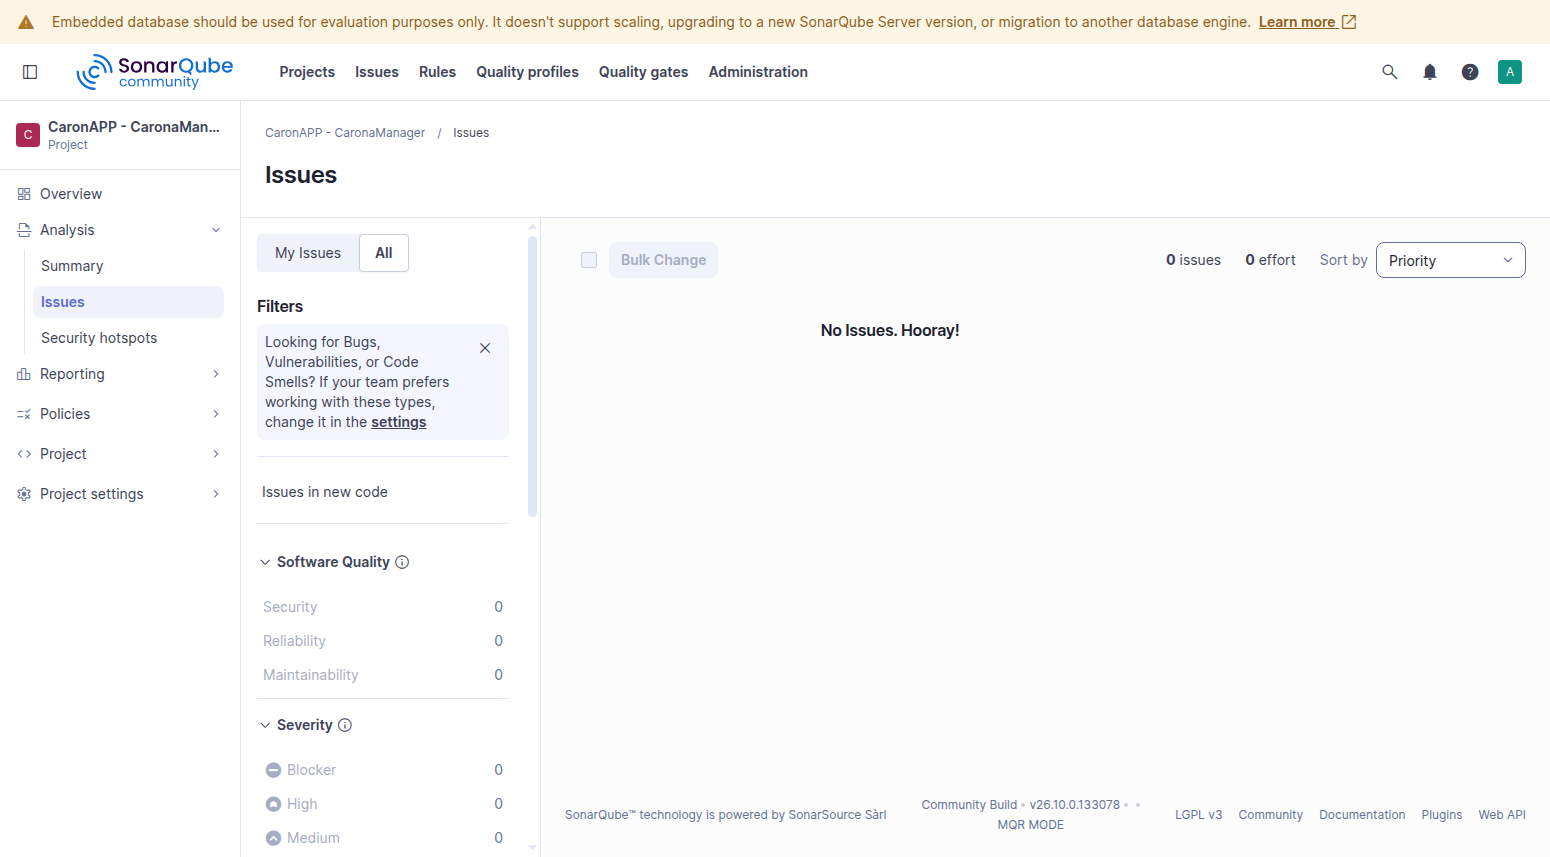 Embedded database should be used for evaluation purposes only. It doesn't support scaling, upgrading to a new SonarQube Server version, or migration to another database engine. Learn more
SonarQube community
Projects Issues Rules Quality profiles Quality gates Administration
? A
C
CaronAPP - CaronaMan...
Project
Overview
Analysis
Summary
Issues
Security hotspots
Reporting
Policies
Project
Project settings
CaronAPP - CaronaManager / Issues
Issues
My Issues All
Filters
Looking for Bugs,
Vulnerabilities, or Code
Smells? If your team prefers
working with these types,
change it in the settings
Issues in new code
Software Quality
Security 0
Reliability 0
Maintainability 0
Severity
Blocker 0
High 0
Medium 0
Bulk Change
0 issues 0 effort Sort by Priority
No Issues. Hooray!
SonarQube™ technology is powered by SonarSource Sàrl
Community Build • v26.10.0.133078 • •
MQR MODE
LGPL v3 Community Documentation Plugins Web API